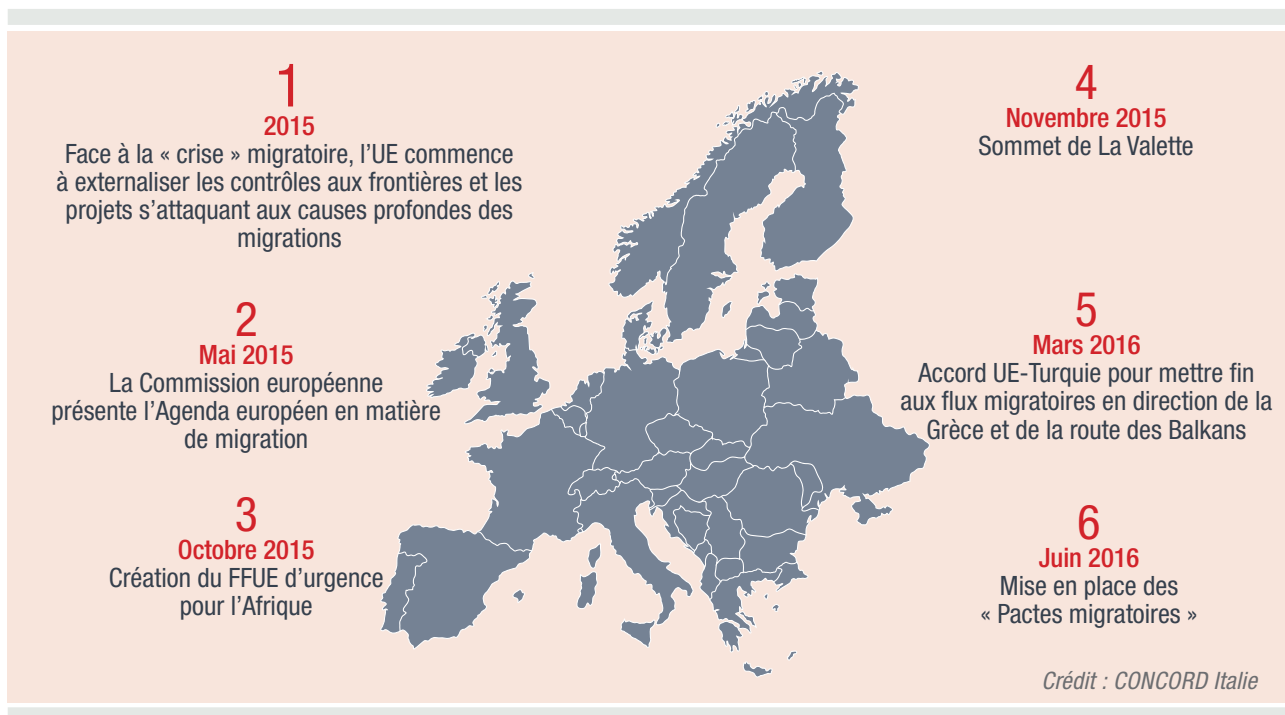 1
2015
Face à la « crise » migratoire, l’UE commence
à externaliser les contrôles aux frontières et les
projets s’attaquant aux causes profondes des
migrations
2
Mai 2015
La Commission européenne
présente l’Agenda européen en matière
de migration
3
Octobre 2015
Création du FFUE d’urgence
pour l’Afrique
4
Novembre 2015
Sommet de La Valette
5
Mars 2016
Accord UE-Turquie pour mettre fin
aux flux migratoires en direction de la
Grèce et de la route des Balkans
6
Juin 2016
Mise en place des
« Pactes migratoires »
Crédit : CONCORD Italie